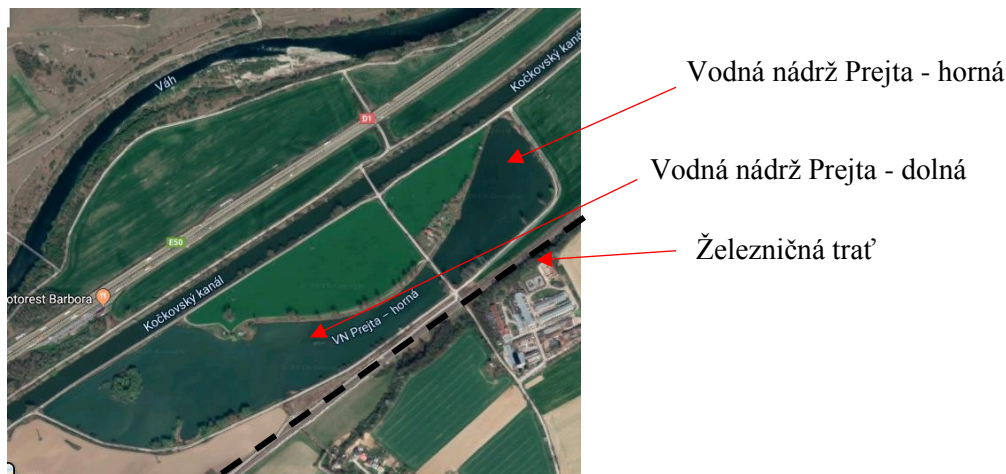 Vodná nádrž Prejta - horná
Vodná nádrž Prejta - dolná
Železničná trať
Váh
Kočkovský kanál
D1
E50
otorest Barbora
Kočkovský kanál
VN Prejta – horná